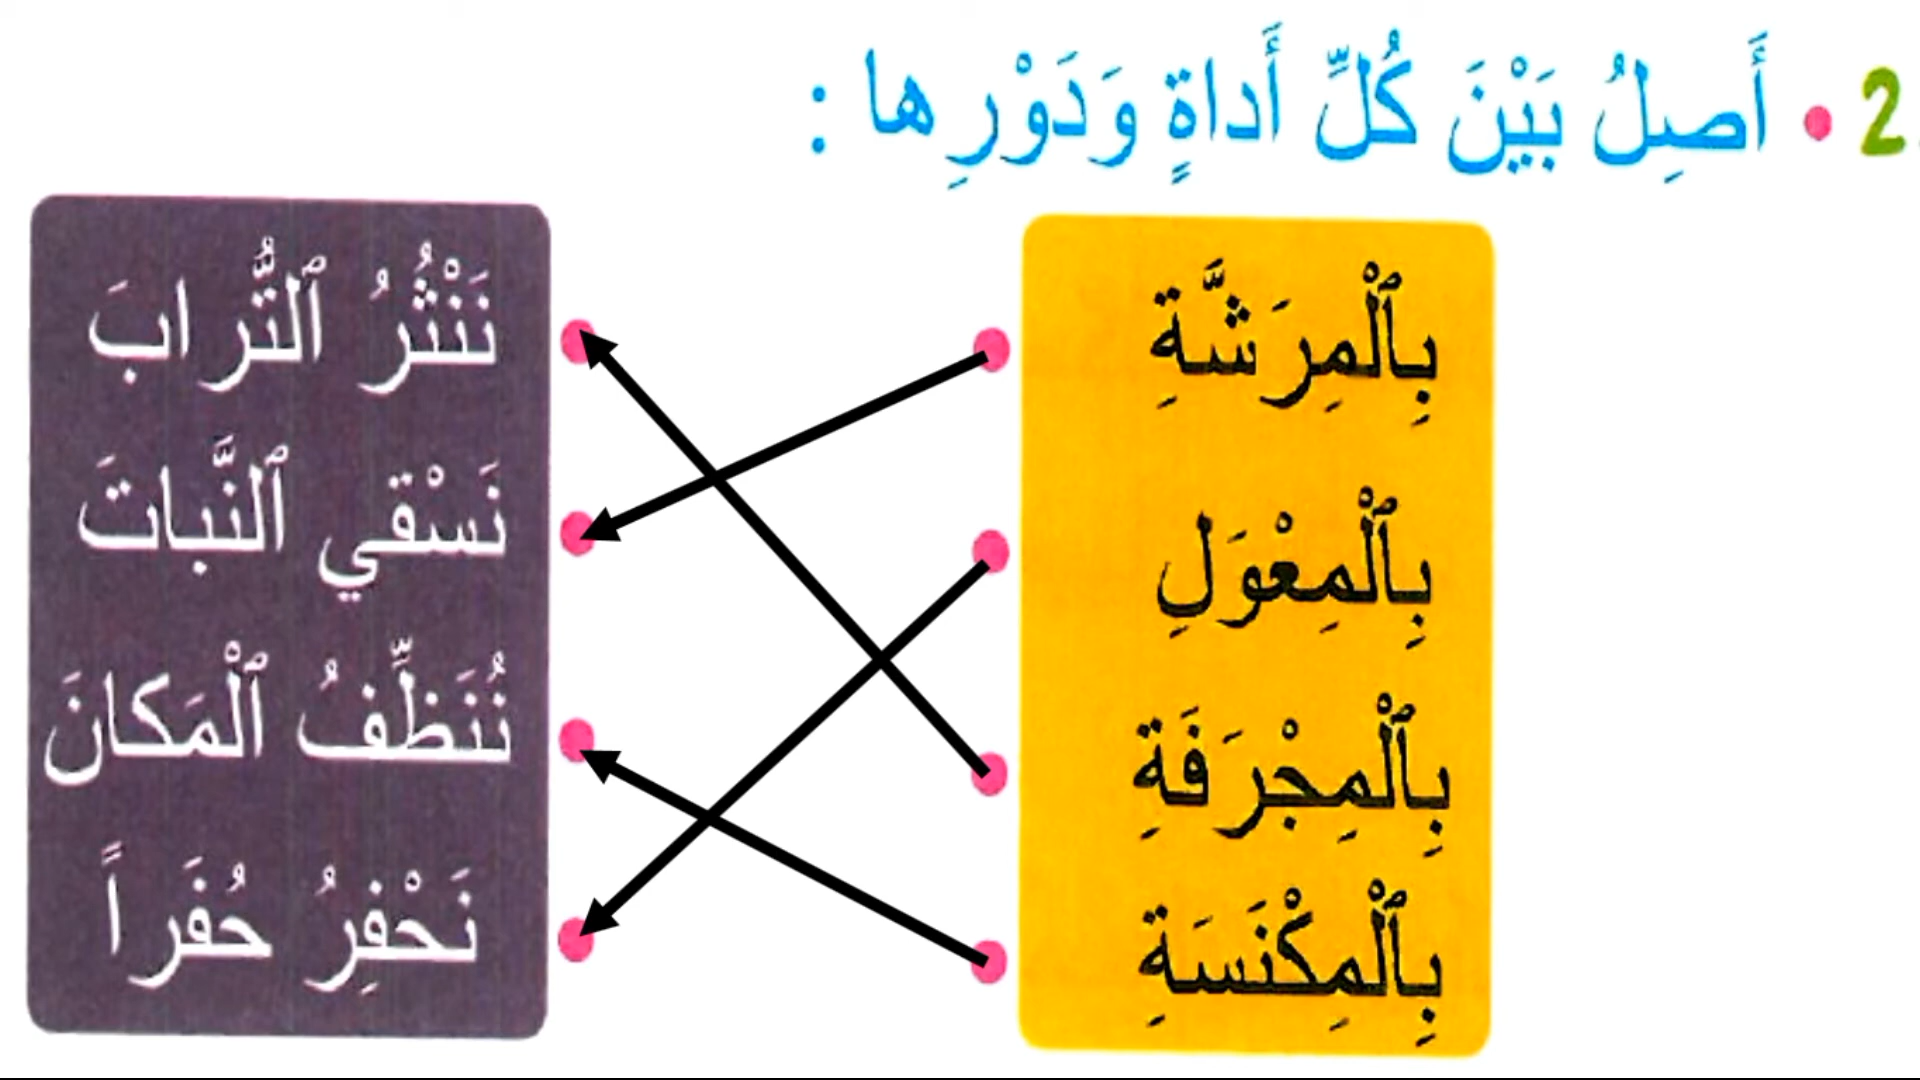 2 • أَصِلُ بَيْنَ كُلِّ أَداةٍ وَدَوْرِها :
بِٱلْمِرَشَّةِ
بِٱلْمِعْوَلِ
بِٱلْمِجْرَفَةِ
بِٱلْمِكْنَسَةِ
نَنْثُرُ ٱلتُّرابَ
نَسْقي ٱلنَّباتَ
نُنَظِّفُ ٱلْمَكانَ
نَحْفِرُ حُفَراً